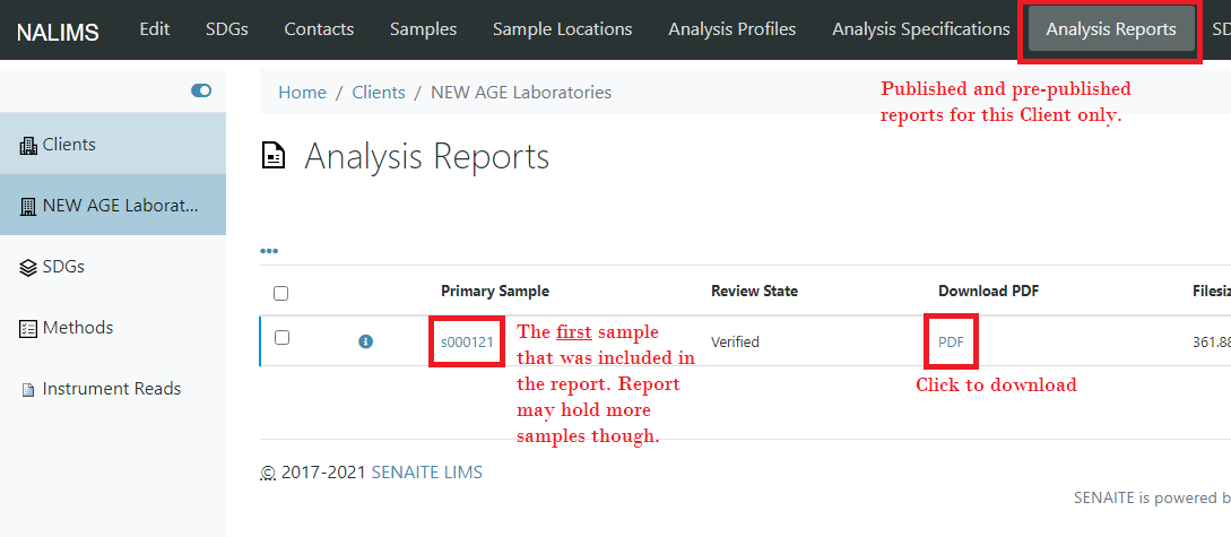 NALIMS Edit SDGs Contacts Samples Sample Locations Analysis Profiles Analysis Specifications Analysis Reports SD
Home / Clients / NEW AGE Laboratories
Published and pre-published
reports for this Client only.
Clients
NEW AGE Laborat...
SDGs
Methods
Instrument Reads
Analysis Reports
Primary Sample Review State Download PDF Filesiz
s000121 Verified PDF 361.88
The first sample
that was included in
the report. Report
may hold more
samples though.
Click to download
© 2017-2021 SENAITE LIMS
SENAITE is powered b